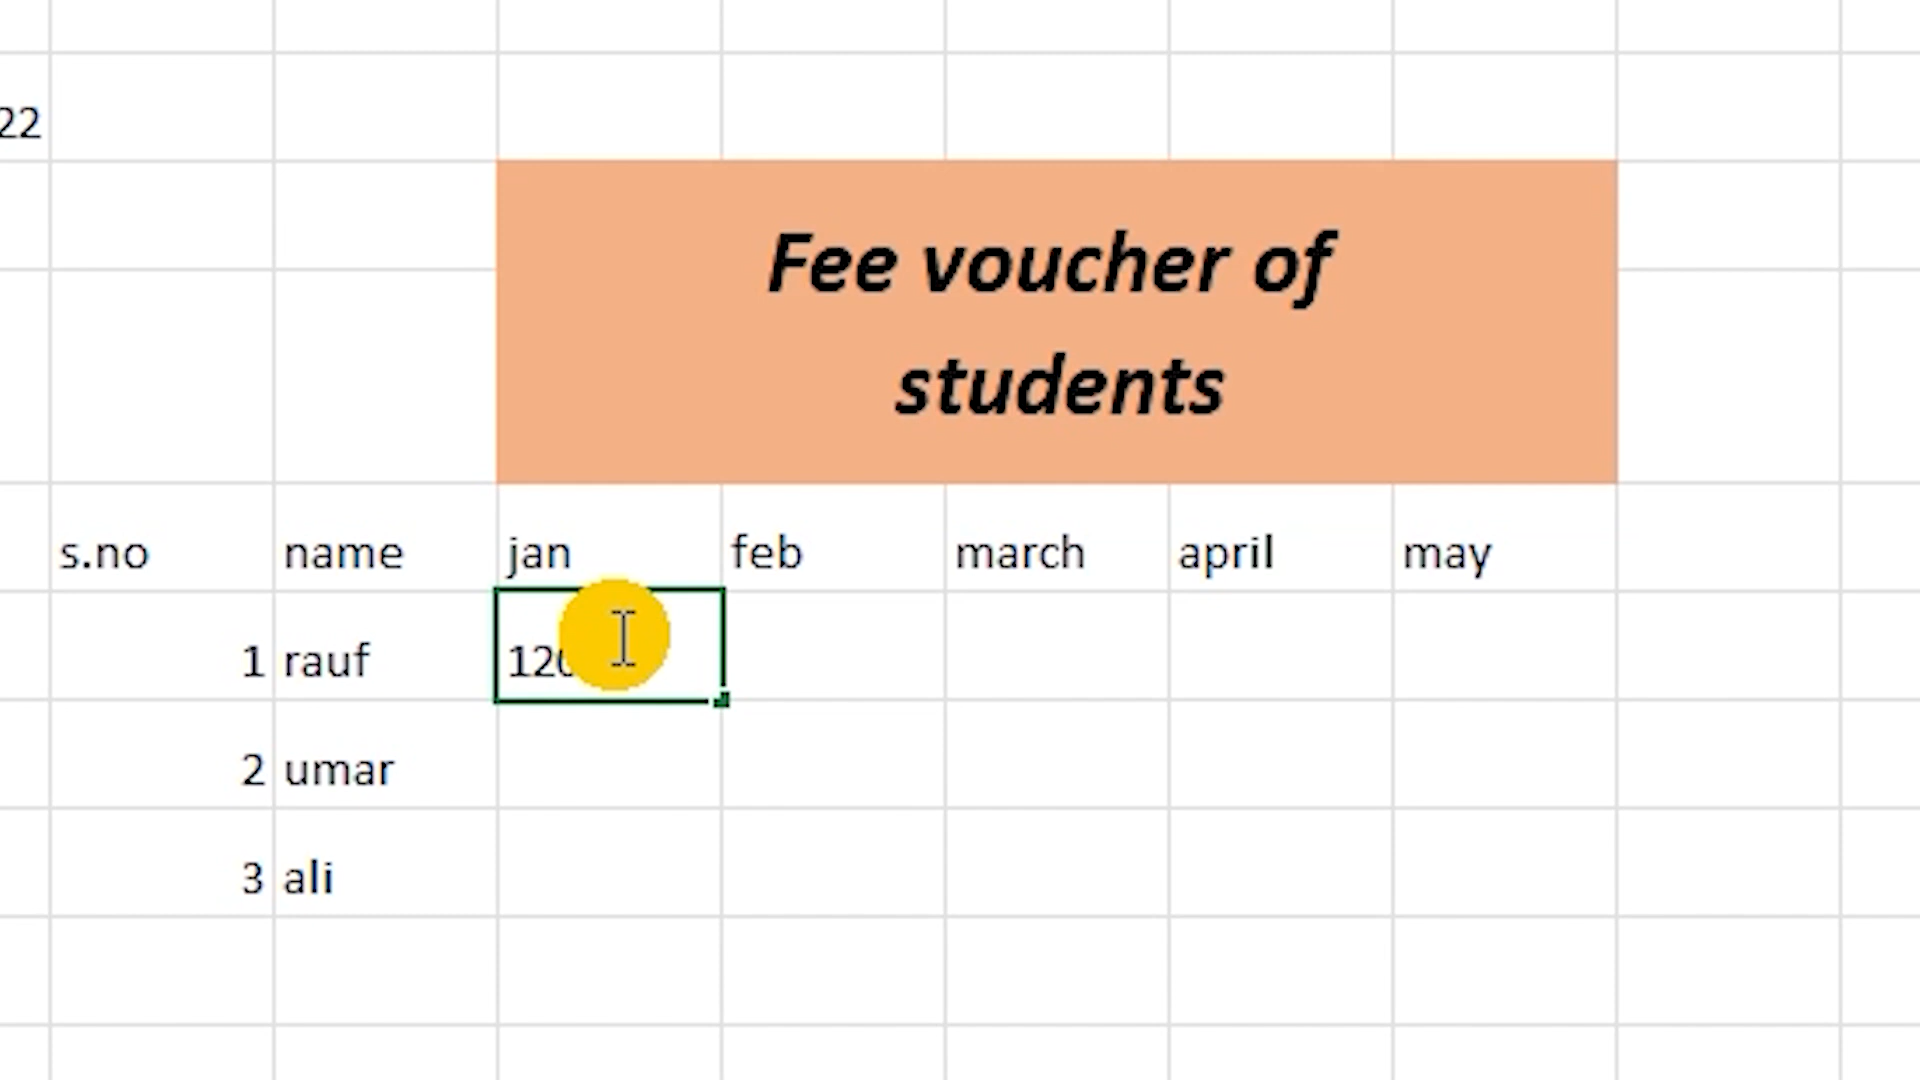 22
Fee voucher of
students
s.no name jan feb march april may
1 rauf
2 umar
3 ali